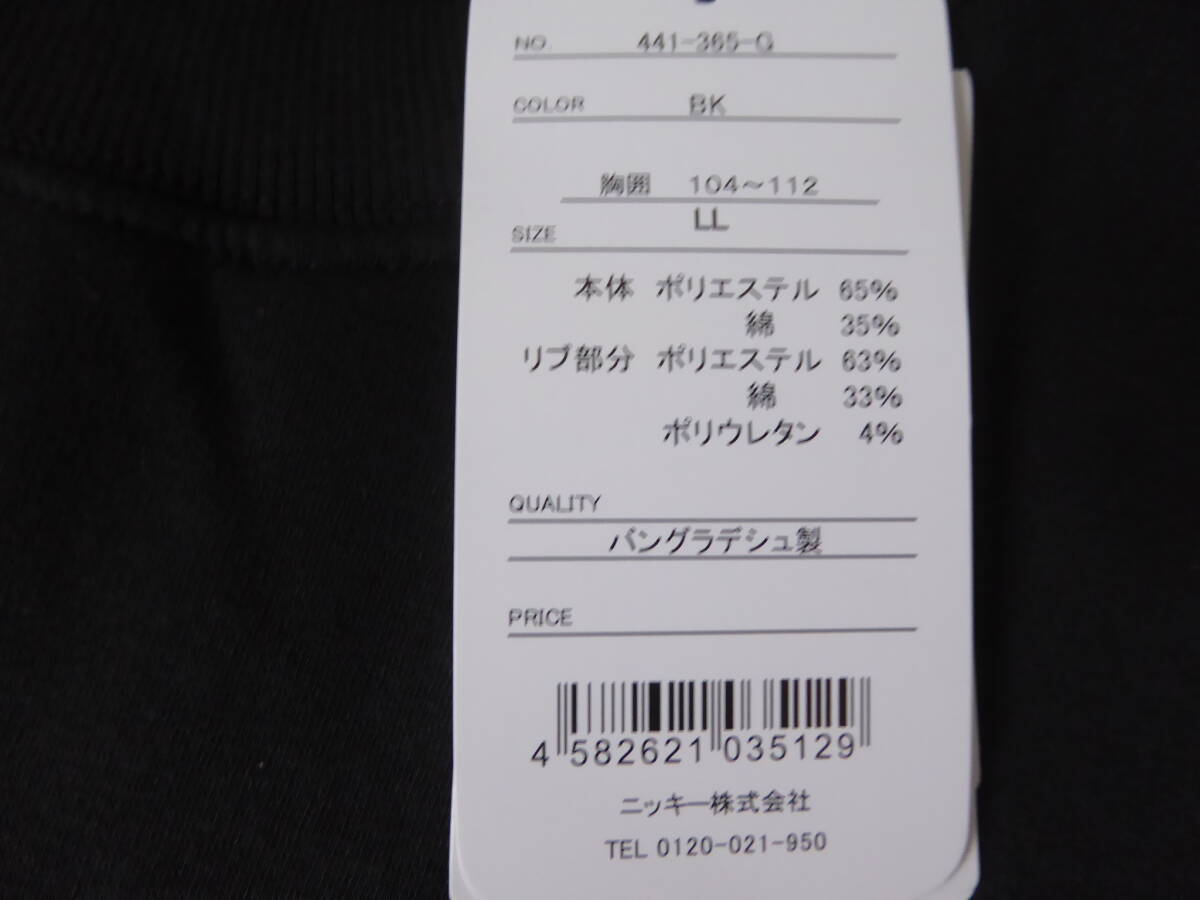 NO. 441-365-G
COLOR BK
胸囲 104～112
LL
SIZE
本体 ポリエステル 65%
綿 35%
リブ部分 ポリエステル 63%
綿 33%
ポリウレタン 4%
QUALITY
バングラデシュ製
PRICE
4 582621 035129
ニッキー株式会社
TEL 0120-021-950